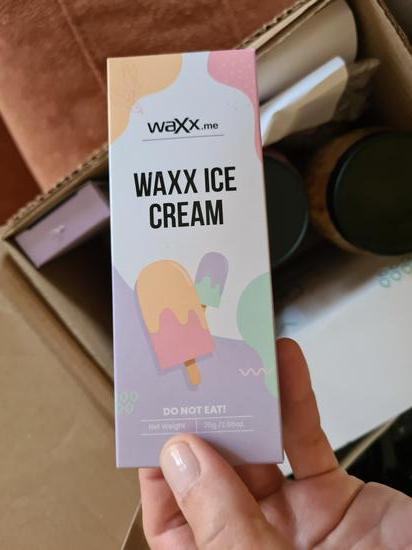 waxx.me
WAXX ICE
CREAM
DO NOT EAT!
Net Weight